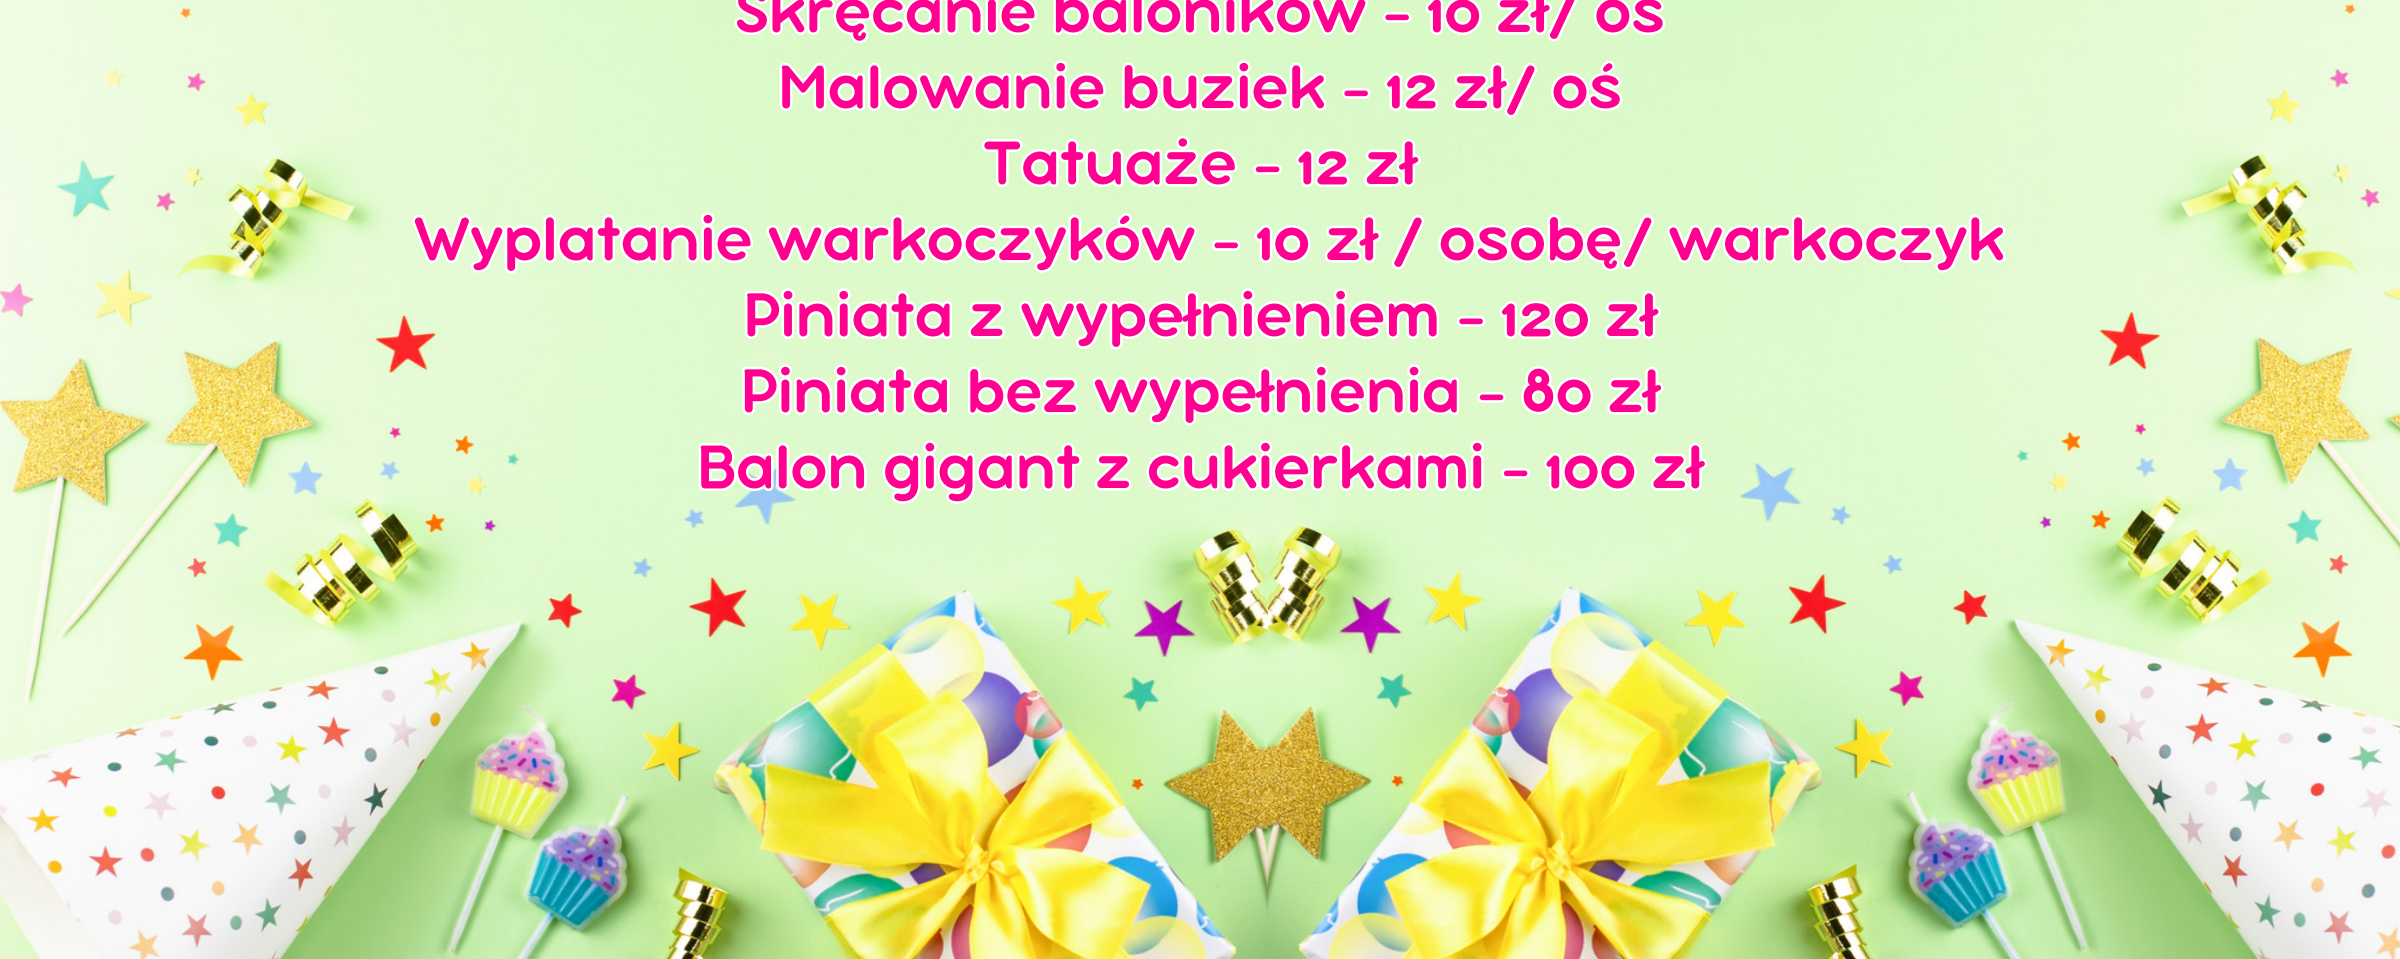 Skręcanie baloników - 10 zł/ oś
Malowanie buziek - 12 zł/ oś
Tatuaże - 12 zł
Wyplatanie warkoczyków - 10 zł / osobę/ warkoczyk
Piniata z wypełnieniem - 120 zł
Piniata bez wypełnienia - 80 zł
Balon gigant z cukierkami - 100 zł